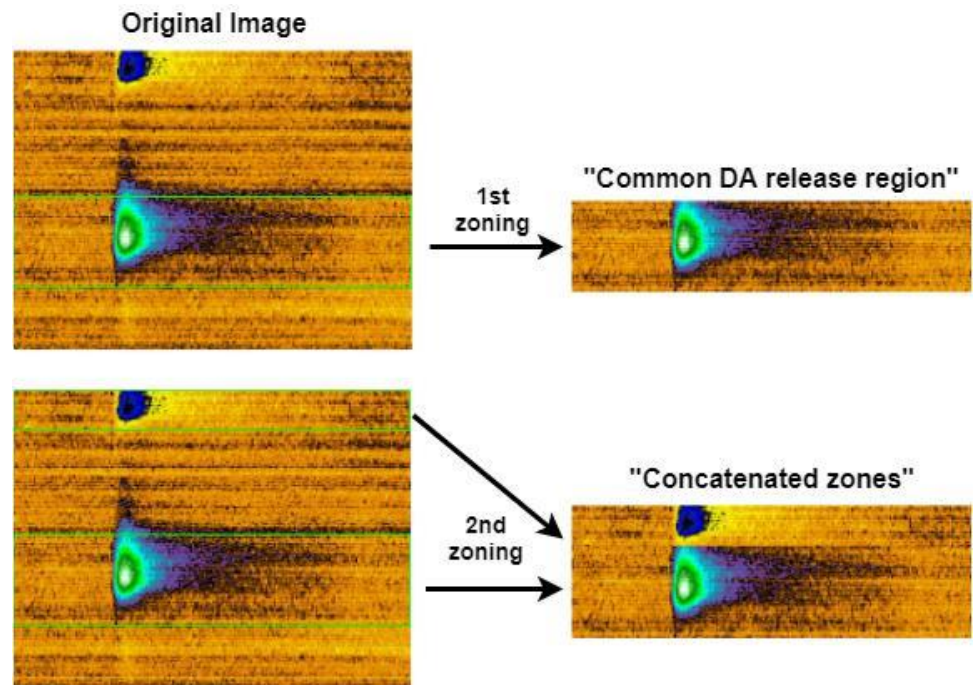 Original Image
1st
zoning
"Common DA release region"
2nd
zoning
"Concatenated zones"